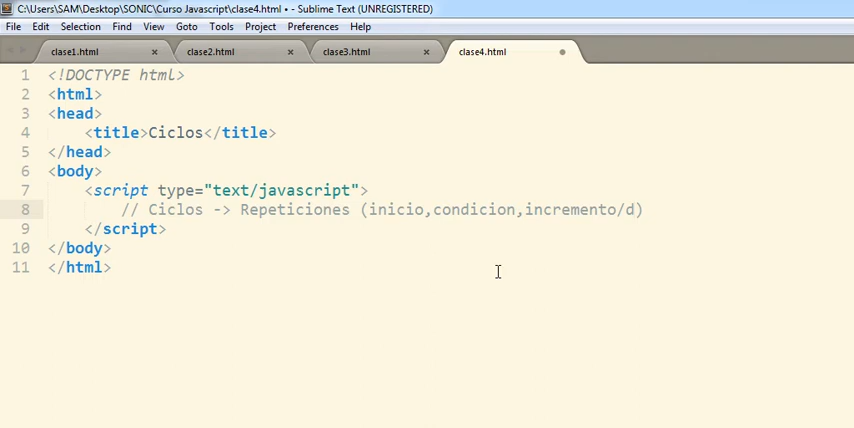 C:\Users\SAM\Desktop\SONIC\Curso Javascript\clase4.html • - Sublime Text (UNREGISTERED)
File Edit Selection Find View Goto Tools Project Preferences Help
clase1.html × clase2.html × clase3.html × clase4.html
1 <!DOCTYPE html>
2 <html>
3 <head>
4 <title>Ciclos</title>
5 </head>
6 <body>
7 <script type="text/javascript">
8 // Ciclos -> Repeticiones (inicio,condicion,incremento/d)
9 </script>
10 </body>
11 </html>